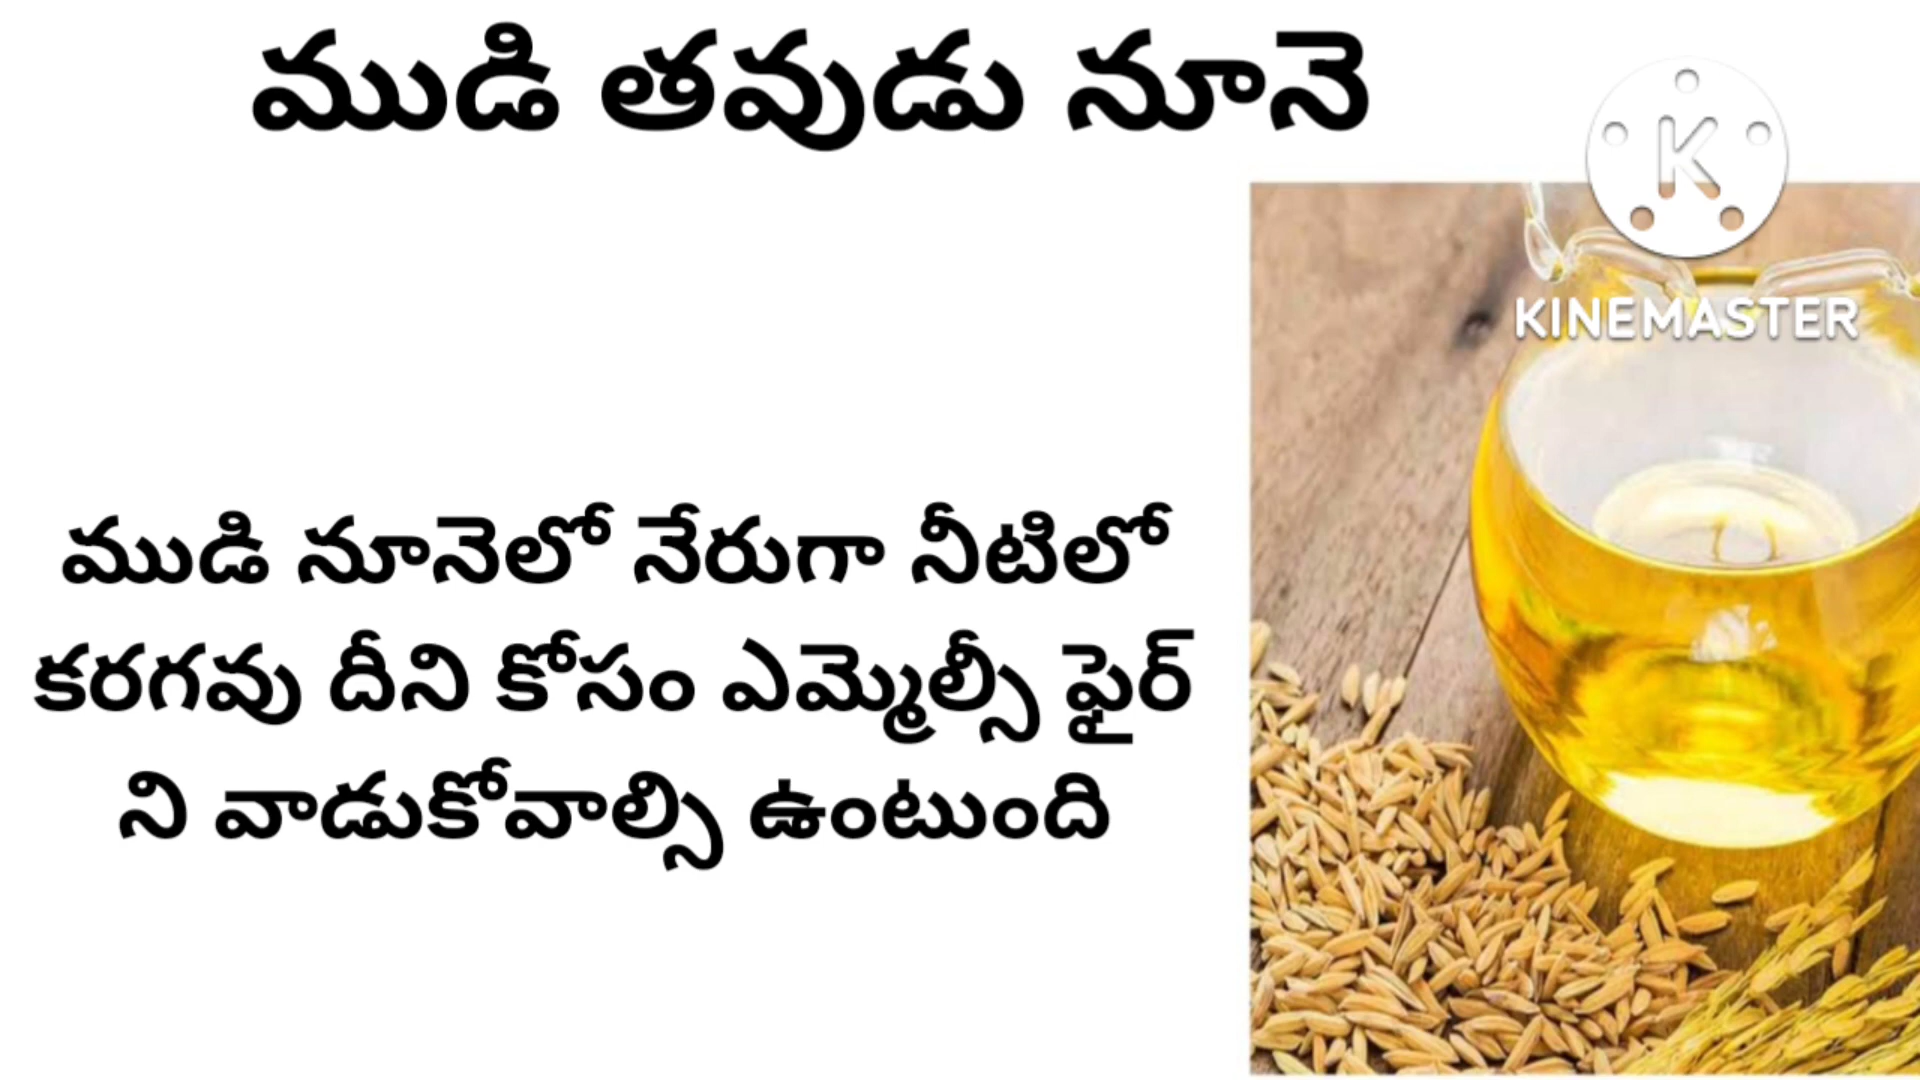 ముడి తవుడు నూనె
K
KINEMASTER
ముడి నూనెలో నేరుగా నీటిలో
కరగవు దీని కోసం ఎమ్మెల్సీ ఫైర్
ని వాడుకోవాల్సి ఉంటుంది